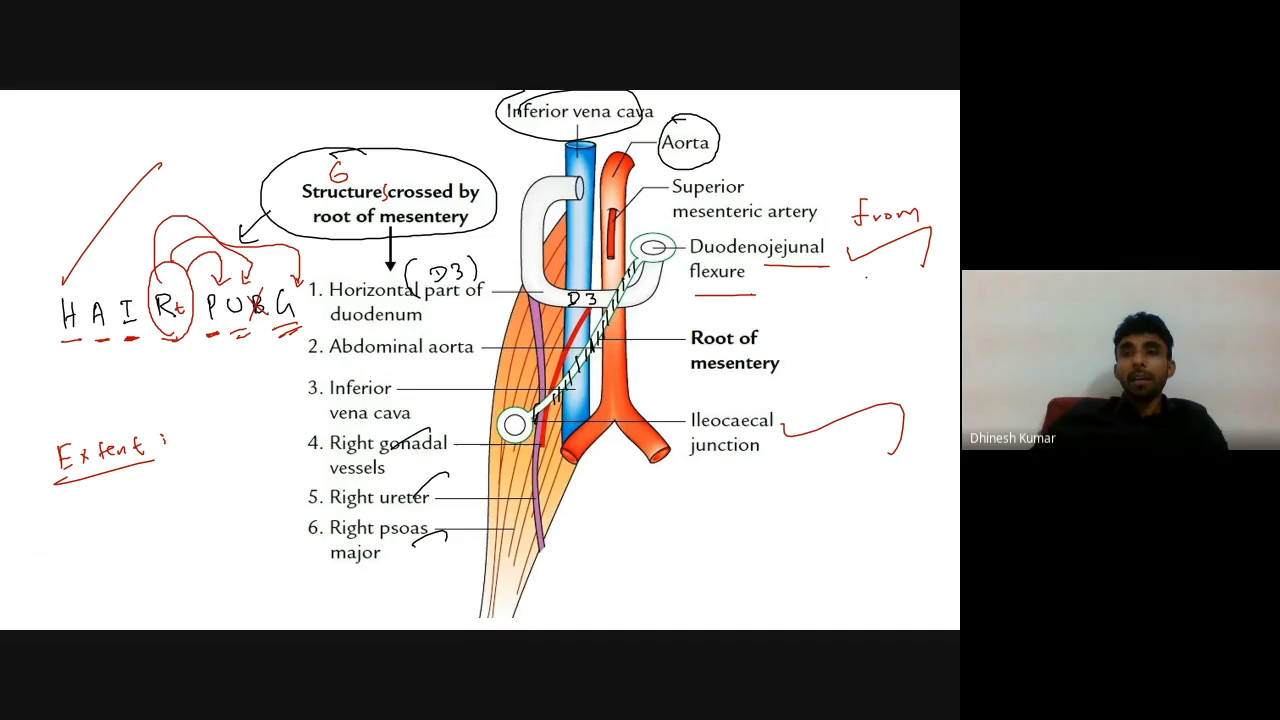 Inferior vena cava
Aorta
6
Structures crossed by
root of mesentery
Superior
mesenteric artery
from
Duodenojejunal
flexure
(D3)
1. Horizontal part of
duodenum
D3
H A I Rt P U B G
2. Abdominal aorta
Root of
mesentery
3. Inferior
vena cava
Ileocaecal
junction
4. Right gonadal
vessels
Extent :
5. Right ureter
6. Right psoas
major
Dhinesh Kumar